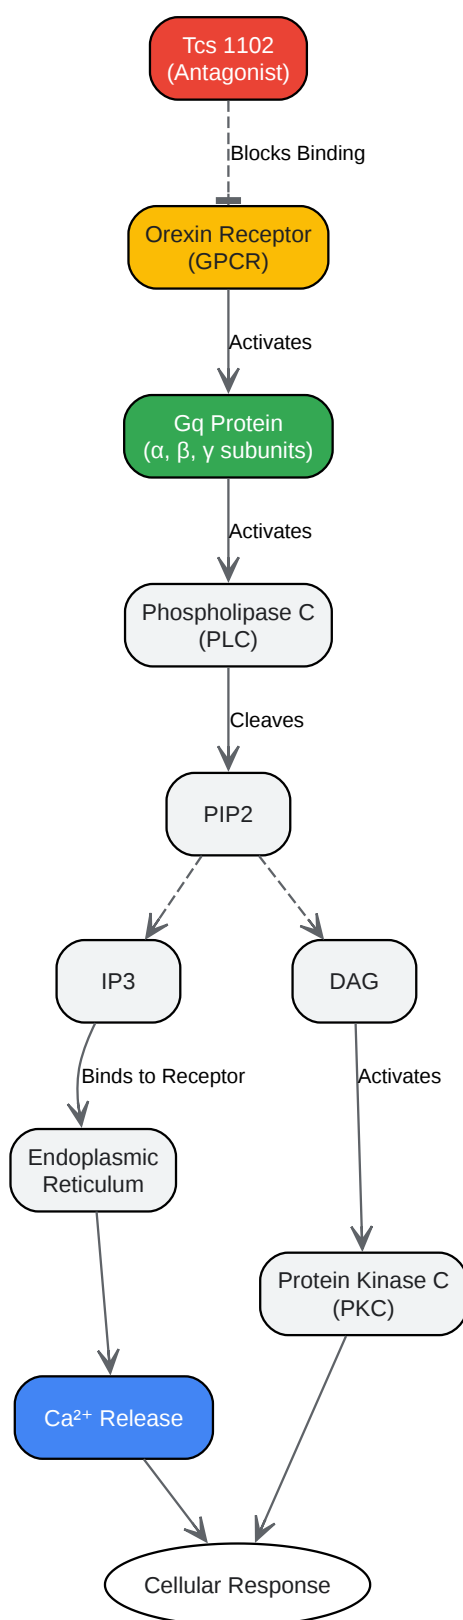 Tcs 1102
(Antagonist)
Blocks Binding
Orexin Receptor
(GPCR)
Activates
Gq Protein
(α, β, γ subunits)
Activates
Phospholipase C
(PLC)
Cleaves
PIP2
IP3
DAG
Binds to Receptor
Activates
Endoplasmic
Reticulum
Protein Kinase C
(PKC)
Ca²⁺ Release
Cellular Response